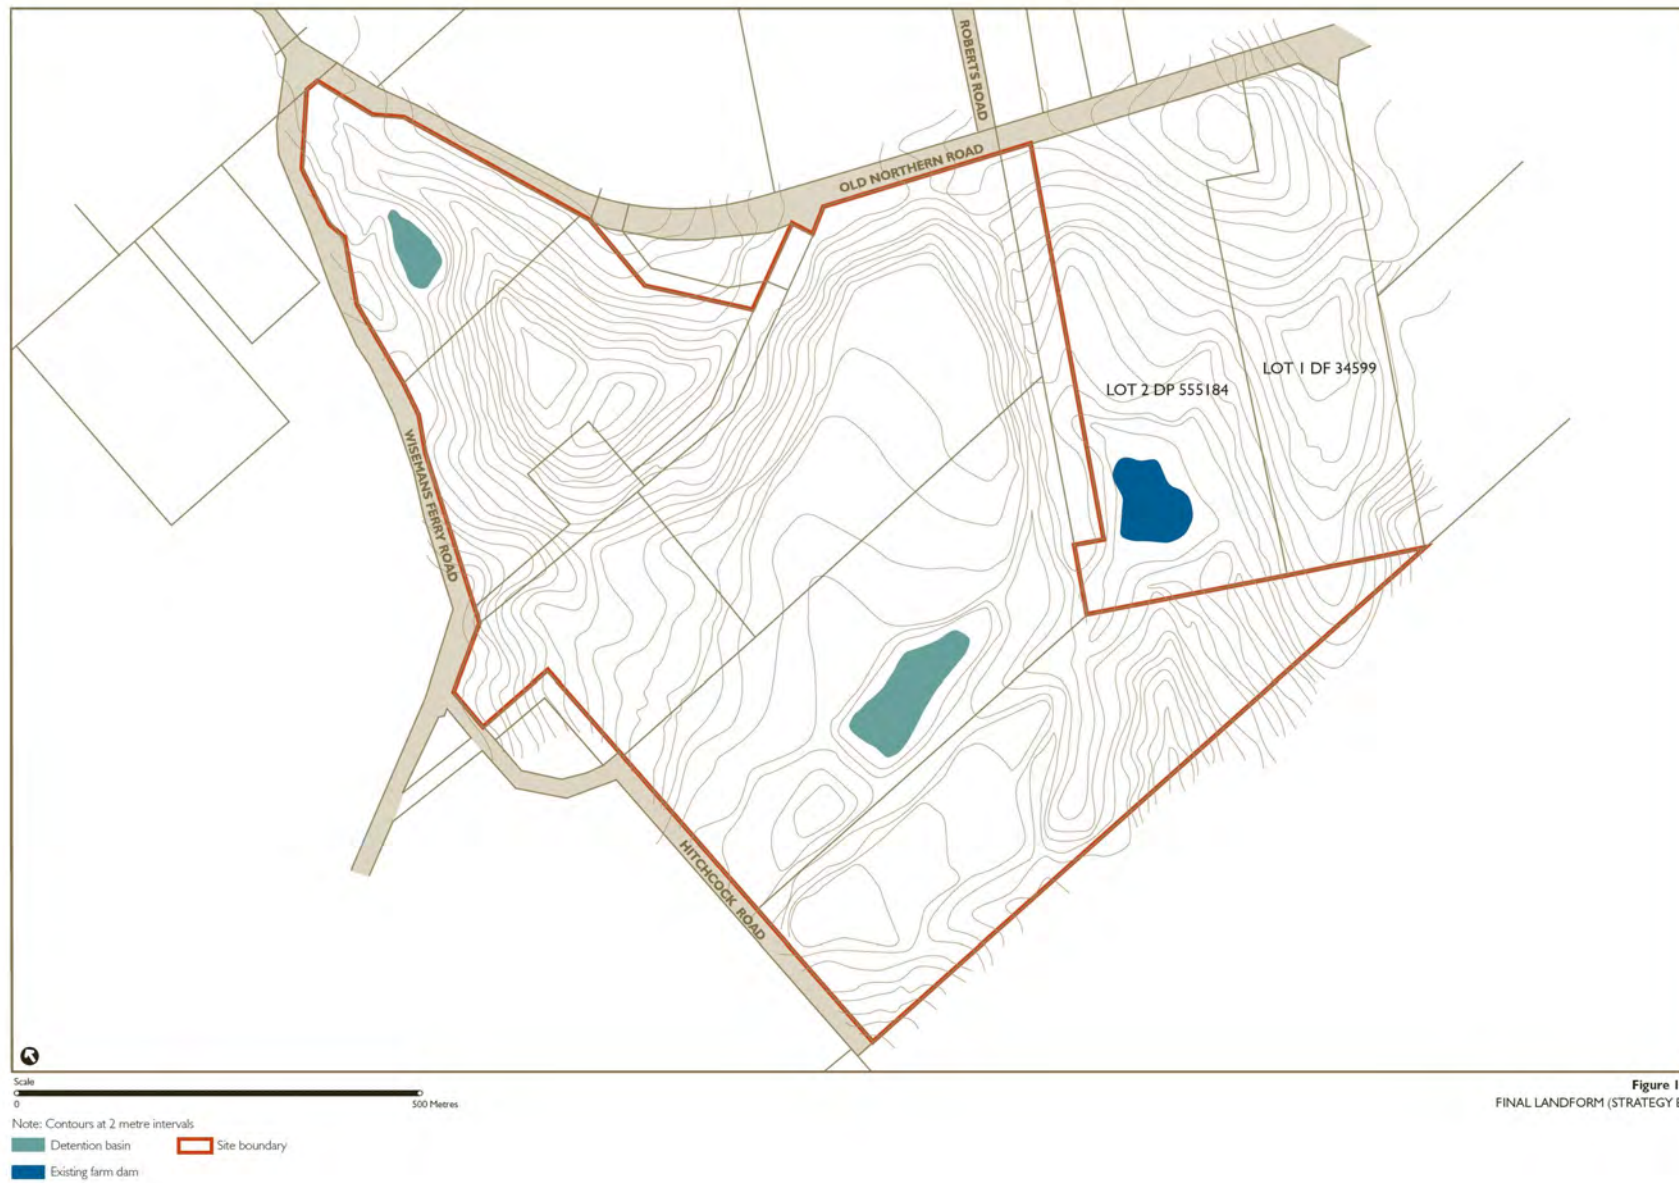 ROBERTS ROAD
OLD NORTHERN ROAD
LOT 1 DF 34599
LOT 2 DP 555184
WISEMANS FERRY ROAD
HITCHCOCK ROAD
Scale
0
500 Metres
Note: Contours at 2 metre intervals
Detention basin
Site boundary
Existing farm dam
Figure 1
FINAL LANDFORM (STRATEGY